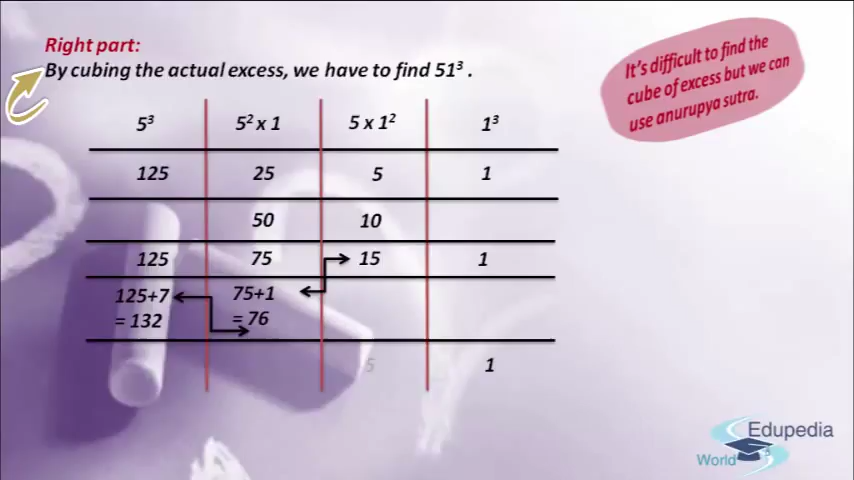 Right part:
By cubing the actual excess, we have to find 51³ .
It's difficult to find the
cube of excess but we can
use anurupya sutra.
5³ 5² x 1 5 x 1² 1³
125 25 5 1
50 10
125 75 15 1
125+7 75+1
= 132 = 76
5 1
Edupedia
World